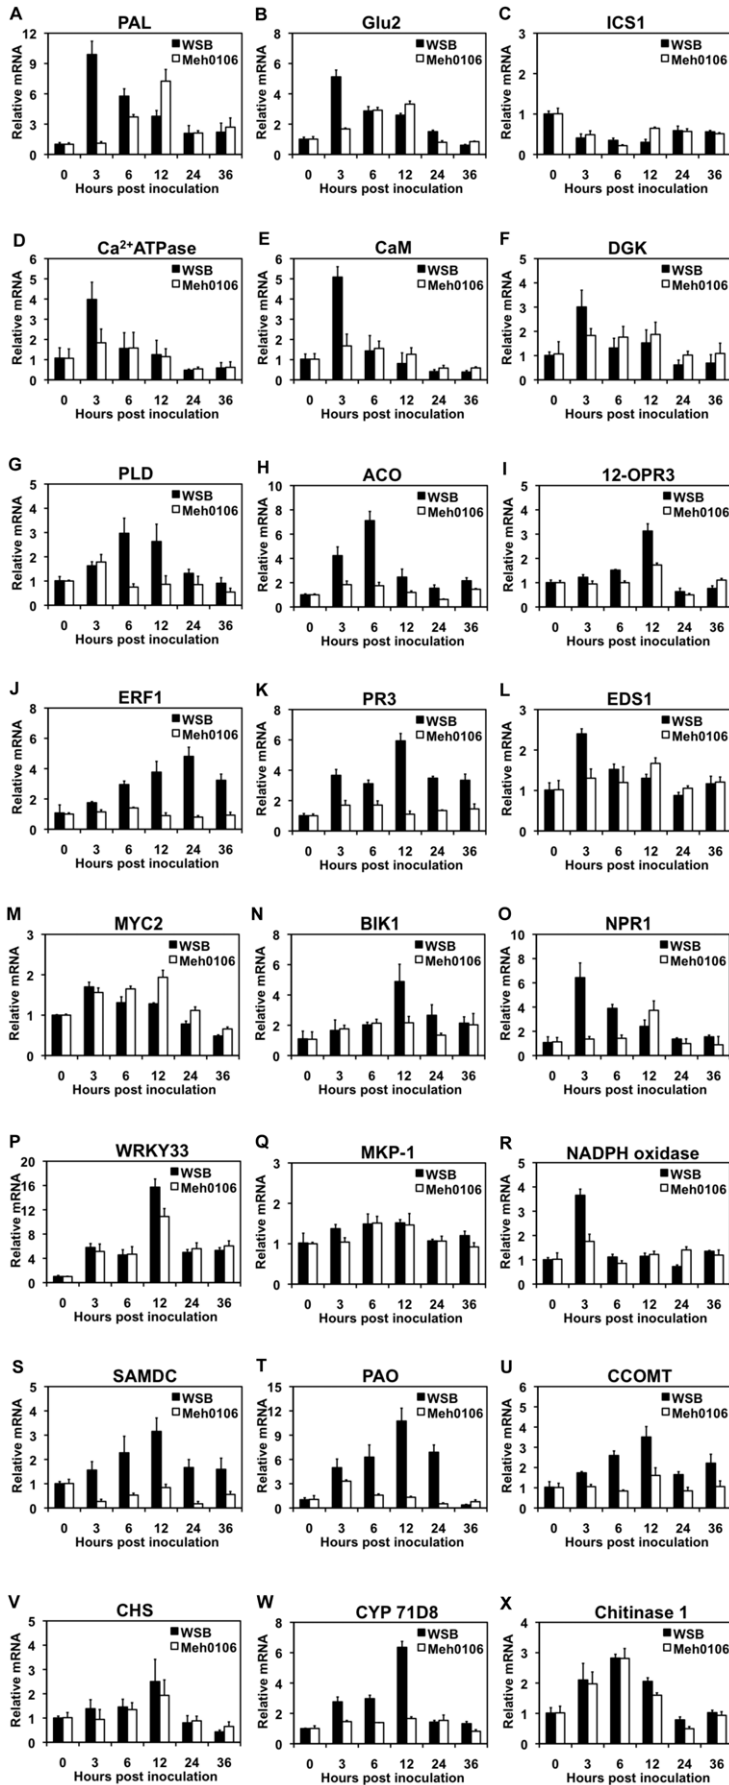 A
PAL
Relative mRNA
12
9
6
3
0
WSB
Meh0106
0 3 6 12 24 36
Hours post inoculation
B
Glu2
Relative mRNA
8
6
4
2
0
WSB
Meh0106
0 3 6 12 24 36
Hours post inoculation
C
ICS1
Relative mRNA
3
2
1
0
WSB
Meh0106
0 3 6 12 24 36
Hours post inoculation
D
Ca²⁺ATPase
Relative mRNA
6
5
4
3
2
1
0
WSB
Meh0106
0 3 6 12 24 36
Hours post inoculation
E
CaM
Relative mRNA
6
5
4
3
2
1
0
WSB
Meh0106
0 3 6 12 24 36
Hours post inoculation
F
DGK
Relative mRNA
6
5
4
3
2
1
0
WSB
Meh0106
0 3 6 12 24 36
Hours post inoculation
G
PLD
Relative mRNA
5
4
3
2
1
0
WSB
Meh0106
0 3 6 12 24 36
Hours post inoculation
H
ACO
Relative mRNA
10
8
6
4
2
0
WSB
Meh0106
0 3 6 12 24 36
Hours post inoculation
I
12-OPR3
Relative mRNA
5
4
3
2
1
0
WSB
Meh0106
0 3 6 12 24 36
Hours post inoculation
J
ERF1
Relative mRNA
8
6
4
2
0
WSB
Meh0106
0 3 6 12 24 36
Hours post inoculation
K
PR3
Relative mRNA
8
6
4
2
0
WSB
Meh0106
0 3 6 12 24 36
Hours post inoculation
L
EDS1
Relative mRNA
3
2
1
0
WSB
Meh0106
0 3 6 12 24 36
Hours post inoculation
M
MYC2
Relative mRNA
3
2
1
0
WSB
Meh0106
0 3 6 12 24 36
Hours post inoculation
N
BIK1
Relative mRNA
8
6
4
2
0
WSB
Meh0106
0 3 6 12 24 36
Hours post inoculation
O
NPR1
Relative mRNA
10
8
6
4
2
0
WSB
Meh0106
0 3 6 12 24 36
Hours post inoculation
P
WRKY33
Relative mRNA
20
16
12
8
4
0
WSB
Meh0106
0 3 6 12 24 36
Hours post inoculation
Q
MKP-1
Relative mRNA
3
2
1
0
WSB
Meh0106
0 3 6 12 24 36
Hours post inoculation
R
NADPH oxidase
Relative mRNA
5
4
3
2
1
0
WSB
Meh0106
0 3 6 12 24 36
Hours post inoculation
S
SAMDC
Relative mRNA
5
4
3
2
1
0
WSB
Meh0106
0 3 6 12 24 36
Hours post inoculation
T
PAO
Relative mRNA
15
12
9
6
3
0
WSB
Meh0106
0 3 6 12 24 36
Hours post inoculation
U
CCOMT
Relative mRNA
6
5
4
3
2
1
0
WSB
Meh0106
0 3 6 12 24 36
Hours post inoculation
V
CHS
Relative mRNA
5
4
3
2
1
0
WSB
Meh0106
0 3 6 12 24 36
Hours post inoculation
W
CYP 71D8
Relative mRNA
8
6
4
2
0
WSB
Meh0106
0 3 6 12 24 36
Hours post inoculation
X
Chitinase 1
Relative mRNA
4
3
2
1
0
WSB
Meh0106
0 3 6 12 24 36
Hours post inoculation